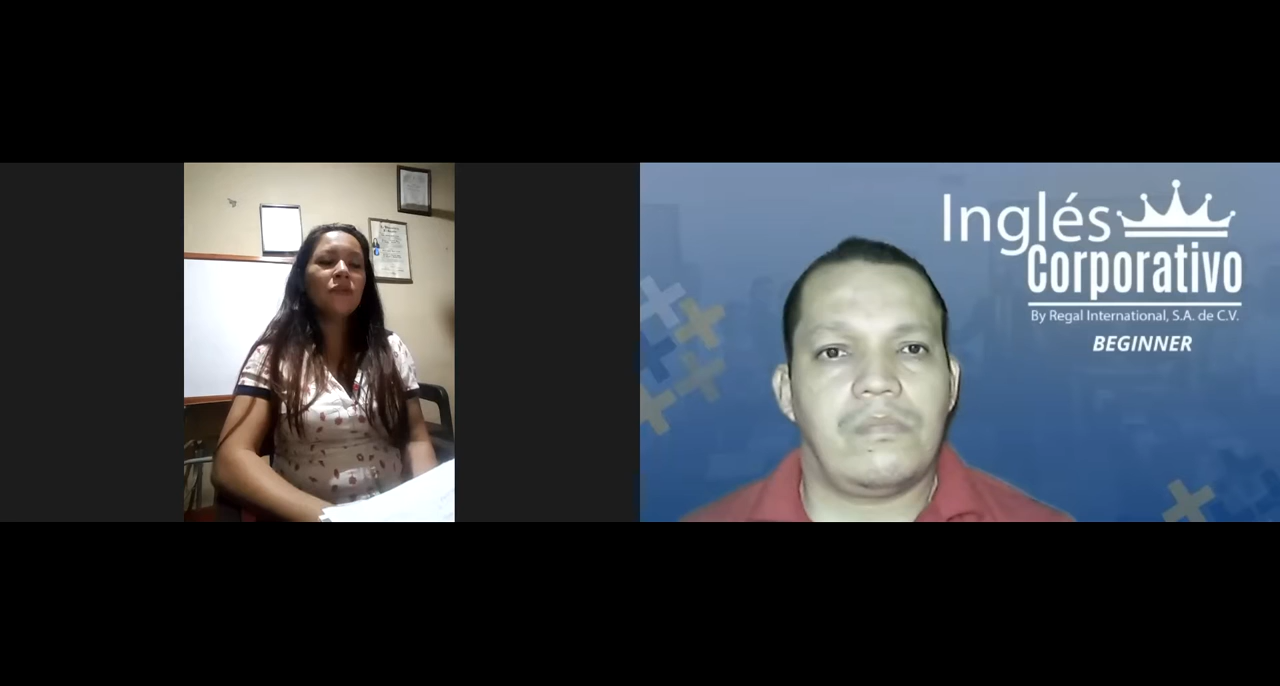 Inglés
Corporativo
By Regal International, S.A. de C.V.
BEGINNER